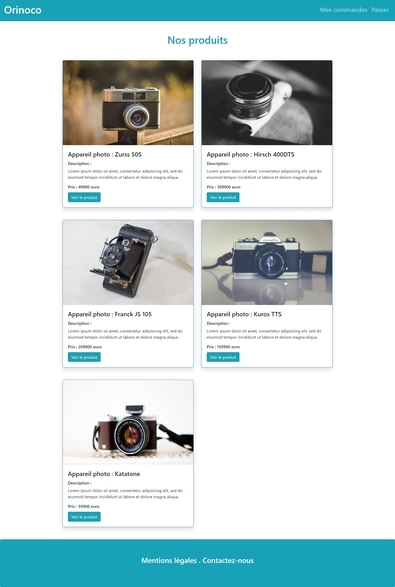 Orinoco
Mes commandes Panier
Nos produits
Appareil photo : Zurss 50S
Description :
Lorem ipsum dolor sit amet, consectetur adipisicing elit, sed do
eiusmod tempor incididunt ut labore et dolore magna aliqua.
Prix : 49900 euro
Voir le produit
Appareil photo : Hirsch 400DTS
Description :
Lorem ipsum dolor sit amet, consectetur adipisicing elit, sed do
eiusmod tempor incididunt ut labore et dolore magna aliqua.
Prix : 309900 euro
Voir le produit
Appareil photo : Franck JS 105
Description :
Lorem ipsum dolor sit amet, consectetur adipisicing elit, sed do
eiusmod tempor incididunt ut labore et dolore magna aliqua.
Prix : 209900 euro
Voir le produit
Appareil photo : Kuros TTS
Description :
Lorem ipsum dolor sit amet, consectetur adipisicing elit, sed do
eiusmod tempor incididunt ut labore et dolore magna aliqua.
Prix : 159900 euro
Voir le produit
Appareil photo : Katatone
Description :
Lorem ipsum dolor sit amet, consectetur adipisicing elit, sed do
eiusmod tempor incididunt ut labore et dolore magna aliqua.
Prix : 59900 euro
Voir le produit
Mentions légales . Contactez-nous